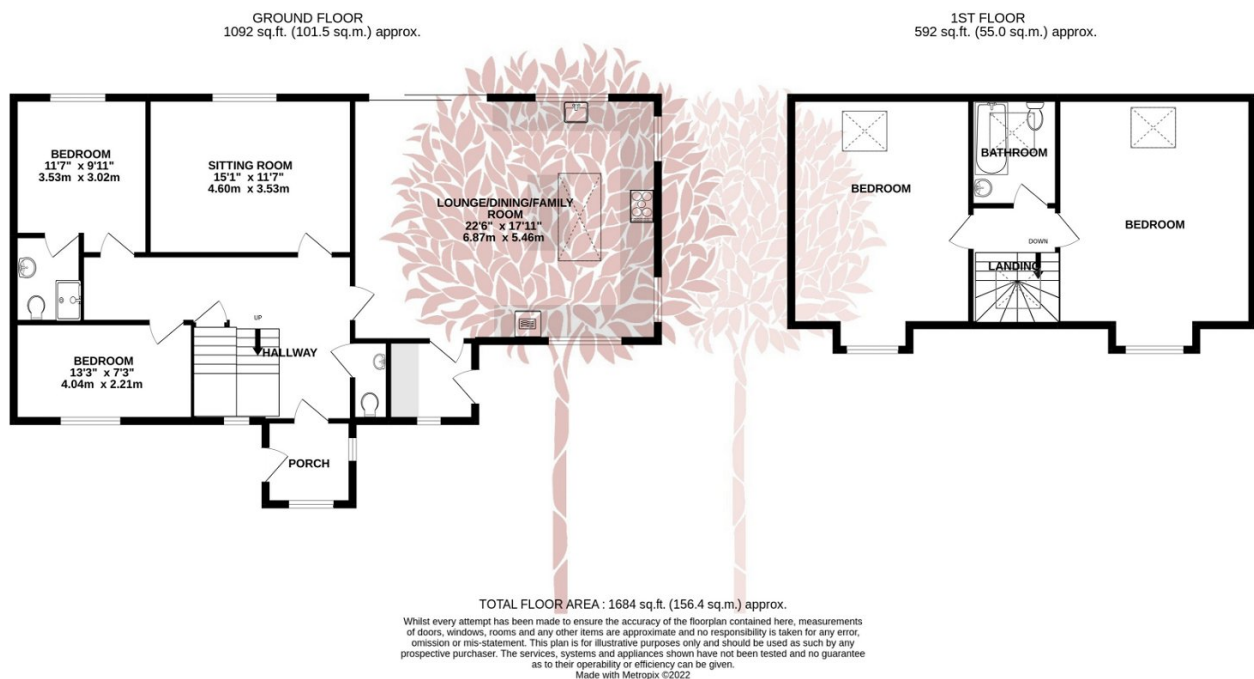 GROUND FLOOR
1092 sq.ft. (101.5 sq.m.) approx.
BEDROOM
11'7" x 9'11"
3.53m x 3.02m
SITTING ROOM
15'1" x 11'7"
4.60m x 3.53m
LOUNGE/DINING/FAMILY
ROOM
22'6" x 17'11"
6.87m x 5.46m
UP
HALLWAY
BEDROOM
13'3" x 7'3"
4.04m x 2.21m
PORCH
1ST FLOOR
592 sq.ft. (55.0 sq.m.) approx.
BEDROOM
BATHROOM
BEDROOM
DOWN
LANDING
TOTAL FLOOR AREA : 1684 sq.ft. (156.4 sq.m.) approx.
Whilst every attempt has been made to ensure the accuracy of the floorplan contained here, measurements
of doors, windows, rooms and any other items are approximate and no responsibility is taken for any error,
omission or mis-statement. This plan is for illustrative purposes only and should be used as such by any
prospective purchaser. The services, systems and appliances shown have not been tested and no guarantee
as to their operability or efficiency can be given.
Made with Metropix ©2022